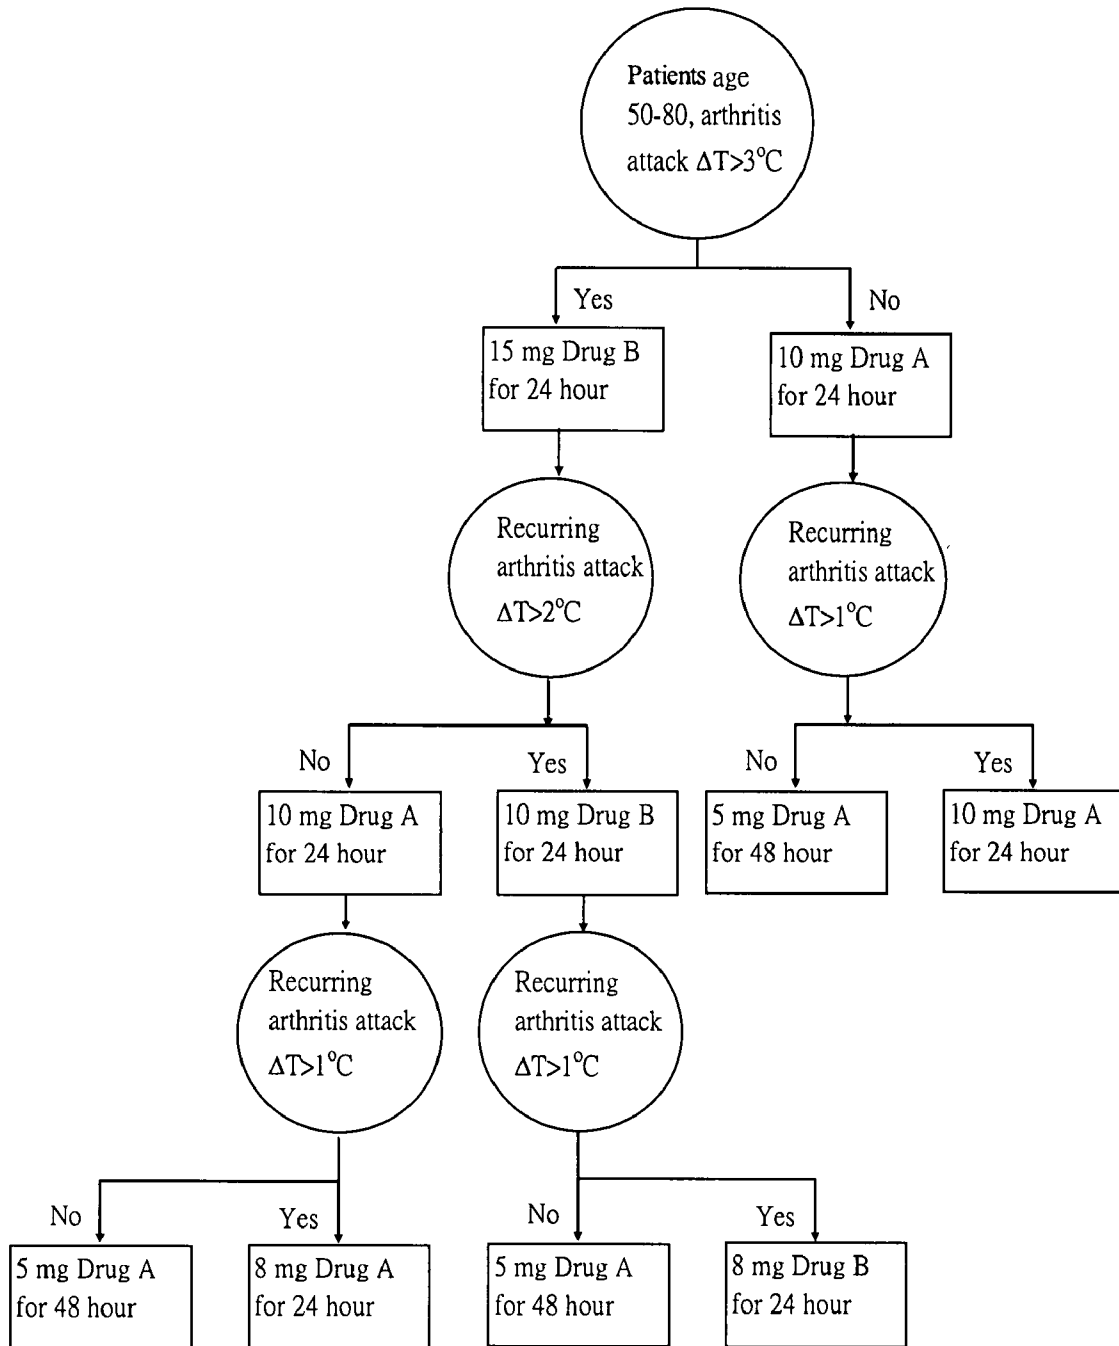 Patients age
50-80, arthritis
attack ΔT>3°C
Yes
No
15 mg Drug B
for 24 hour
10 mg Drug A
for 24 hour
Recurring
arthritis attack
ΔT>2°C
Recurring
arthritis attack
ΔT>1°C
No
Yes
No
Yes
10 mg Drug A
for 24 hour
10 mg Drug B
for 24 hour
5 mg Drug A
for 48 hour
10 mg Drug A
for 24 hour
Recurring
arthritis attack
ΔT>1°C
Recurring
arthritis attack
ΔT>1°C
No
Yes
No
Yes
5 mg Drug A
for 48 hour
8 mg Drug A
for 24 hour
5 mg Drug A
for 48 hour
8 mg Drug B
for 24 hour